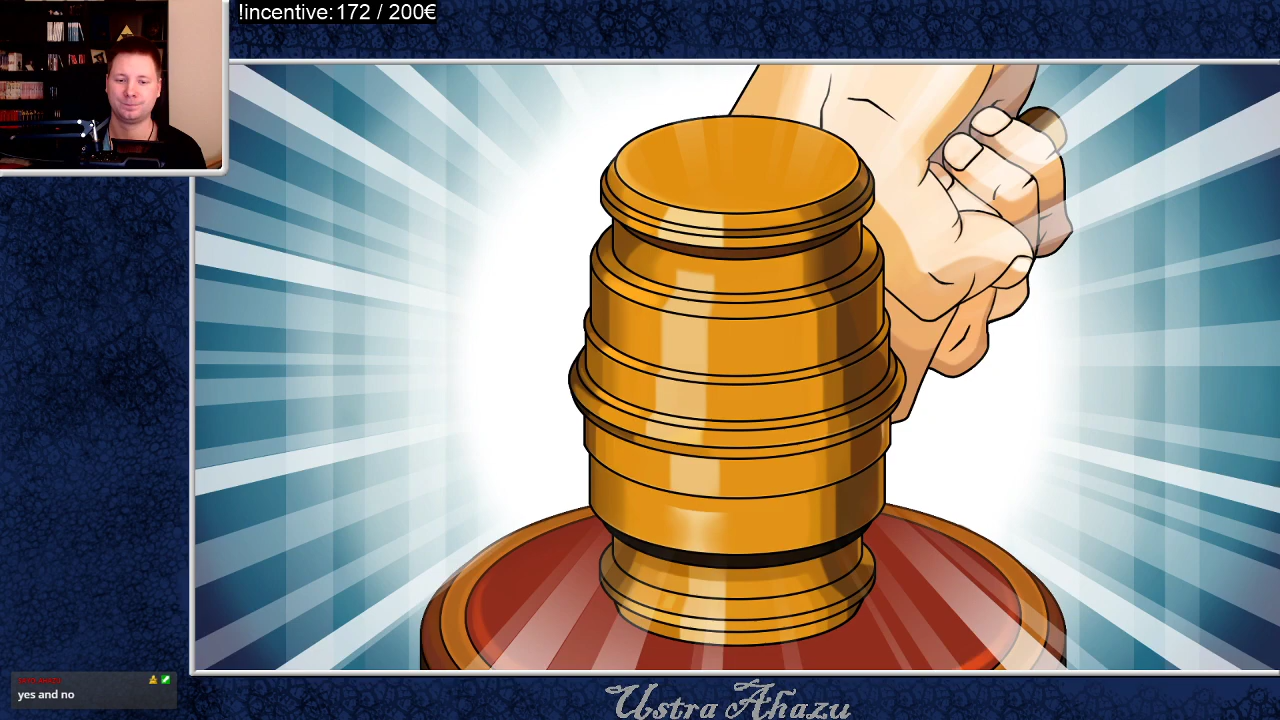 !incentive: 172 / 200€
yes and no
Ustra Ahazu